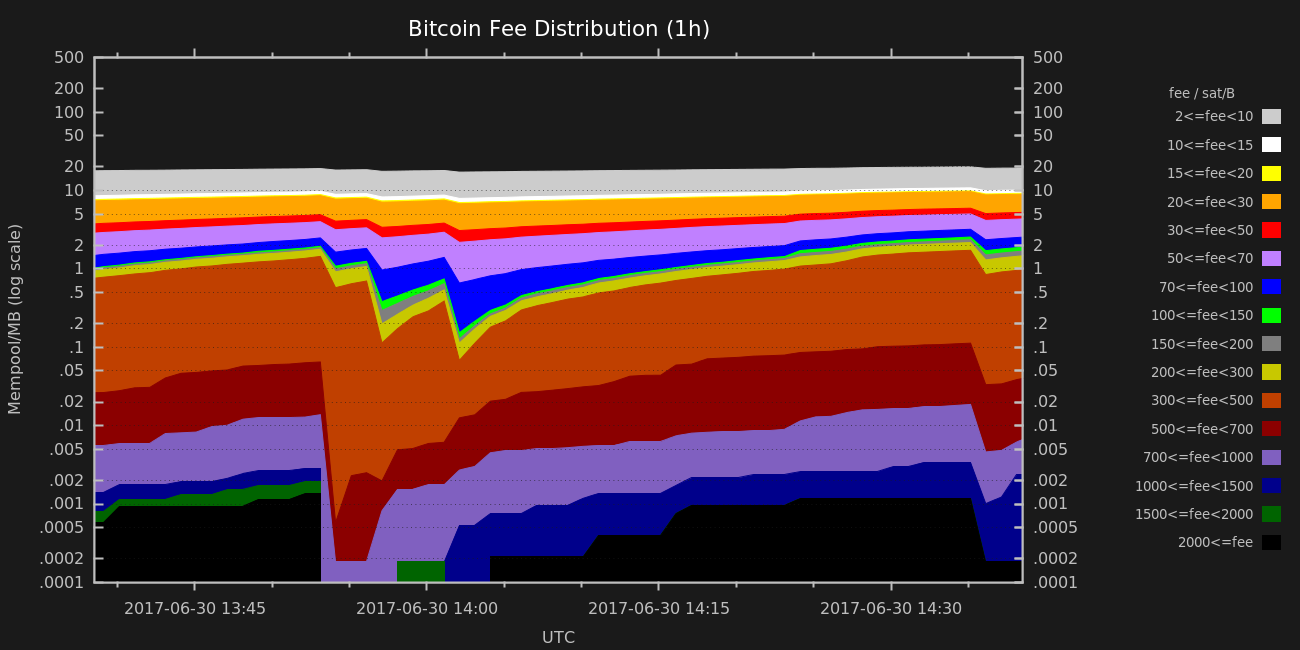 Bitcoin Fee Distribution (1h)
500
200
100
50
20
10
5
2
1
.5
.2
.1
.05
.02
.01
.005
.002
.001
.0005
.0002
.0001
Mempool/MB (log scale)
500
200
100
50
20
10
5
2
1
.5
.2
.1
.05
.02
.01
.005
.002
.001
.0005
.0002
.0001
fee / sat/B
2<=fee<10
10<=fee<15
15<=fee<20
20<=fee<30
30<=fee<50
50<=fee<70
70<=fee<100
100<=fee<150
150<=fee<200
200<=fee<300
300<=fee<500
500<=fee<700
700<=fee<1000
1000<=fee<1500
1500<=fee<2000
2000<=fee
2017-06-30 13:45
2017-06-30 14:00
2017-06-30 14:15
2017-06-30 14:30
UTC